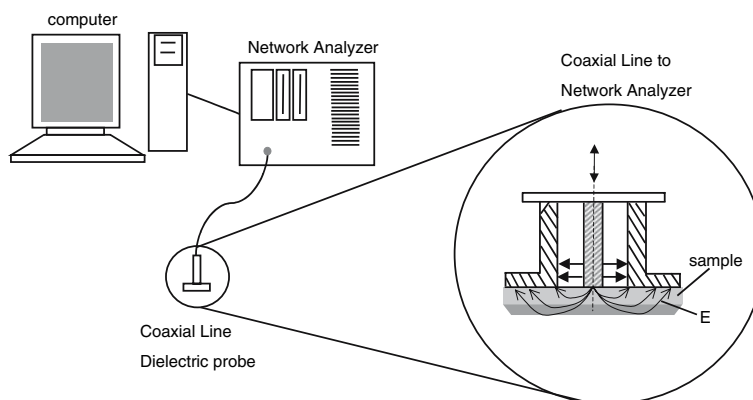 computer
Network Analyzer
Coaxial Line to
Network Analyzer
sample
E
Coaxial Line
Dielectric probe